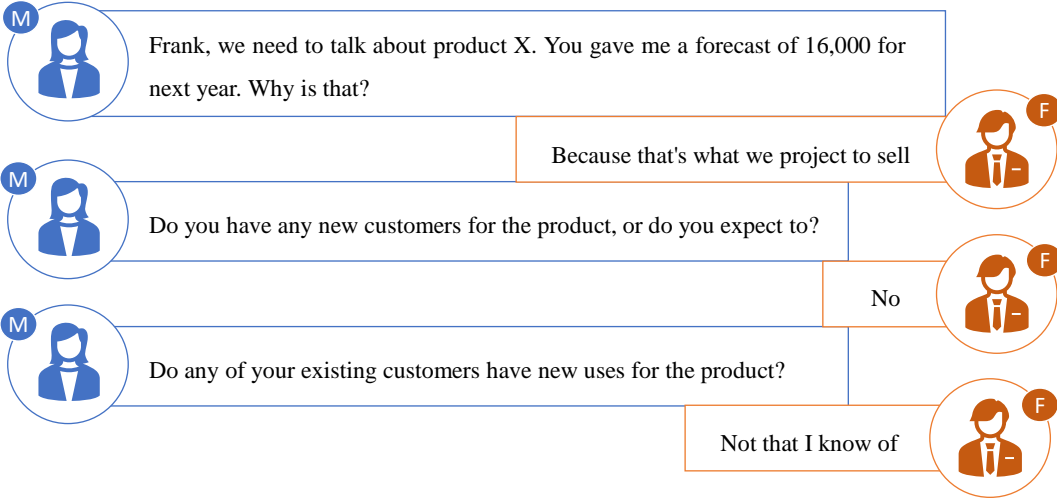 M
Frank, we need to talk about product X. You gave me a forecast of 16,000 for
next year. Why is that?
F
Because that's what we project to sell
M
Do you have any new customers for the product, or do you expect to?
F
No
M
Do any of your existing customers have new uses for the product?
F
Not that I know of